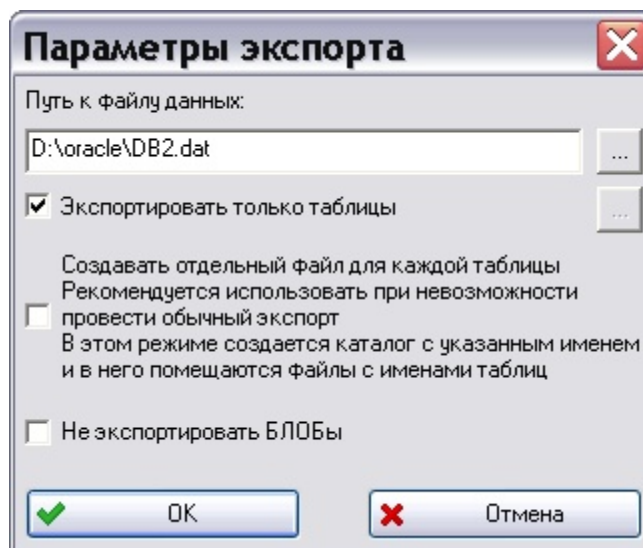 Параметры экспорта
Путь к файлу данных:
D:\oracle\DB2.dat
...
Экспортировать только таблицы
...
Создавать отдельный файл для каждой таблицы
Рекомендуется использовать при невозможности
провести обычный экспорт
В этом режиме создается каталог с указанным именем
и в него помещаются файлы с именами таблиц
Не экспортировать БЛОБы
OK
Отмена